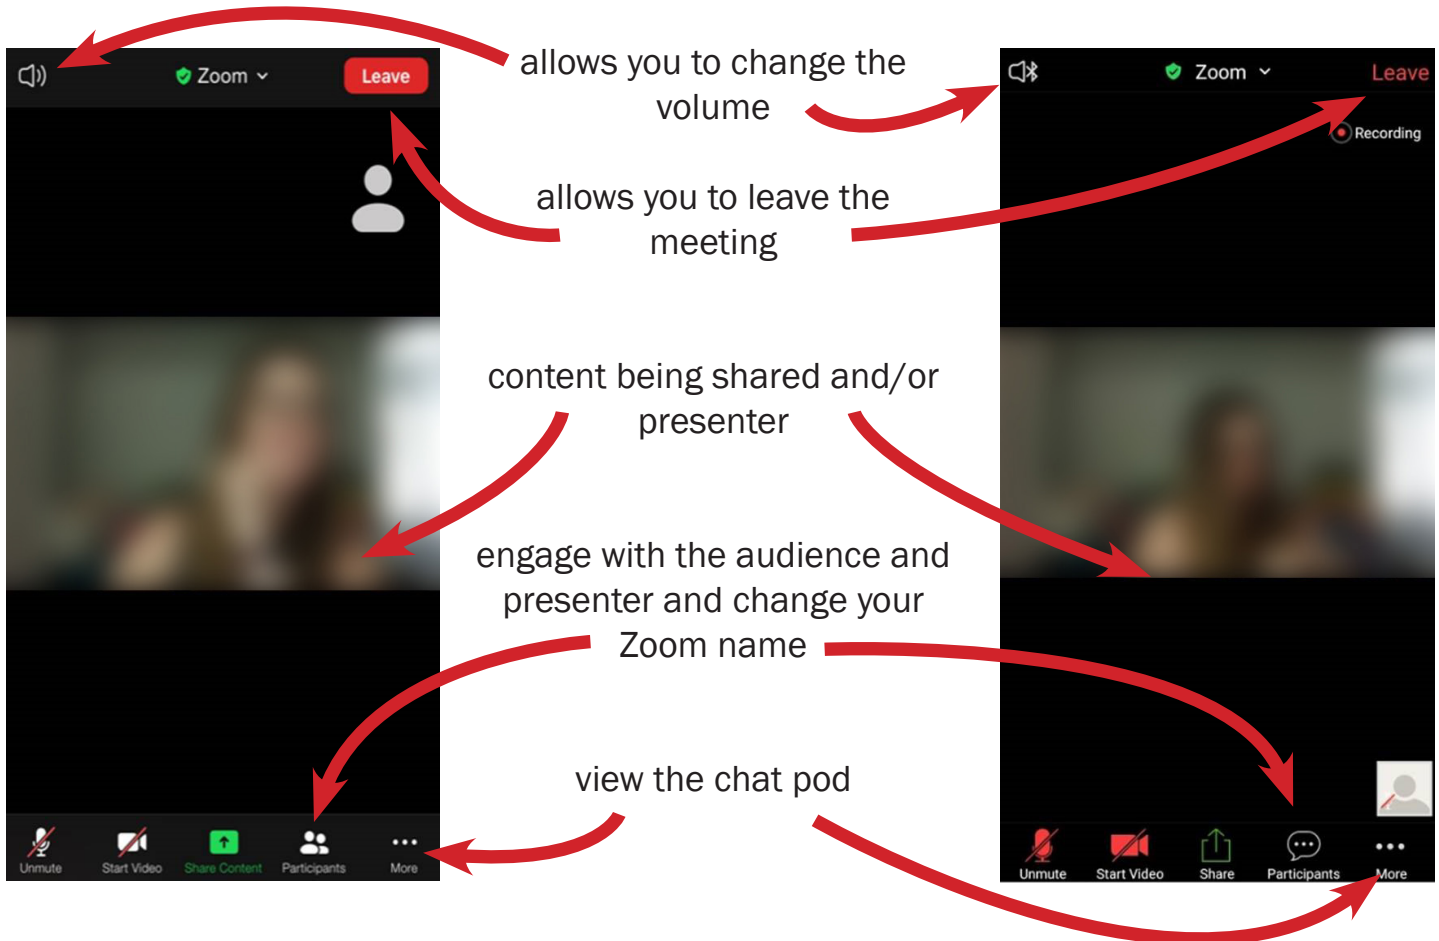 Zoom
Leave
allows you to change the
volume
Zoom
Leave
Recording
allows you to leave the
meeting
content being shared and/or
presenter
engage with the audience and
presenter and change your
Zoom name
view the chat pod
Unmute
Start Video
Share Content
Participants
More
Unmute
Start Video
Share
Participants
More